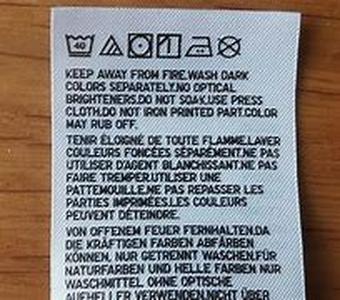 40
KEEP AWAY FROM FIRE.WASH DARK
COLORS SEPARATELY.NO OPTICAL
BRIGHTENERS.DO NOT SOAK.USE PRESS
CLOTH.DO NOT IRON PRINTED PART.COLOR
MAY RUB OFF.
TENIR ÉLOIGNÉ DE TOUTE FLAMME.LAVER
COULEURS FONCÉES SÉPARÉMENT.NE PAS
UTILISER D'AGENT BLANCHISSANT.NE PAS
FAIRE TREMPER.UTILISER UNE
PATTEMOUILLE.NE PAS REPASSER LES
PARTIES IMPRIMÉES.LES COULEURS
PEUVENT DÉTEINDRE.
VON OFFENEM FEUER FERNHALTEN.DA
DIE KRÄFTIGEN FARBEN ABFÄRBEN
KÖNNEN, NUR GETRENNT WASCHEN.FÜR
NATURFARBEN UND HELLE FARBEN NUR
WASCHMITTEL OHNE OPTISCHE
AUFHELLER VERWENDEN.NICHT ÜBER